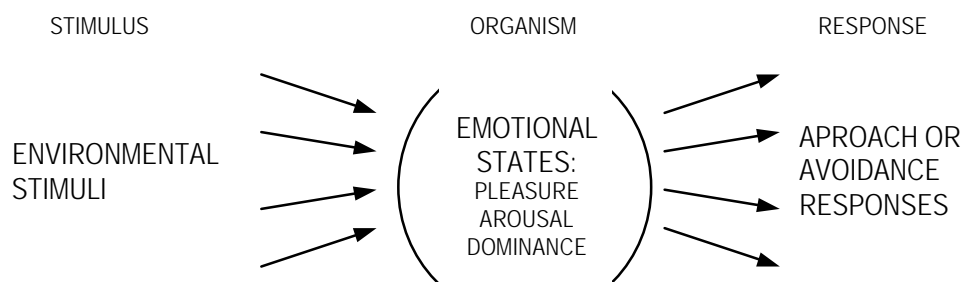 STIMULUS
ORGANISM
RESPONSE
ENVIRONMENTAL
STIMULI
EMOTIONAL
STATES:
PLEASURE
AROUSAL
DOMINANCE
APROACH OR
AVOIDANCE
RESPONSES